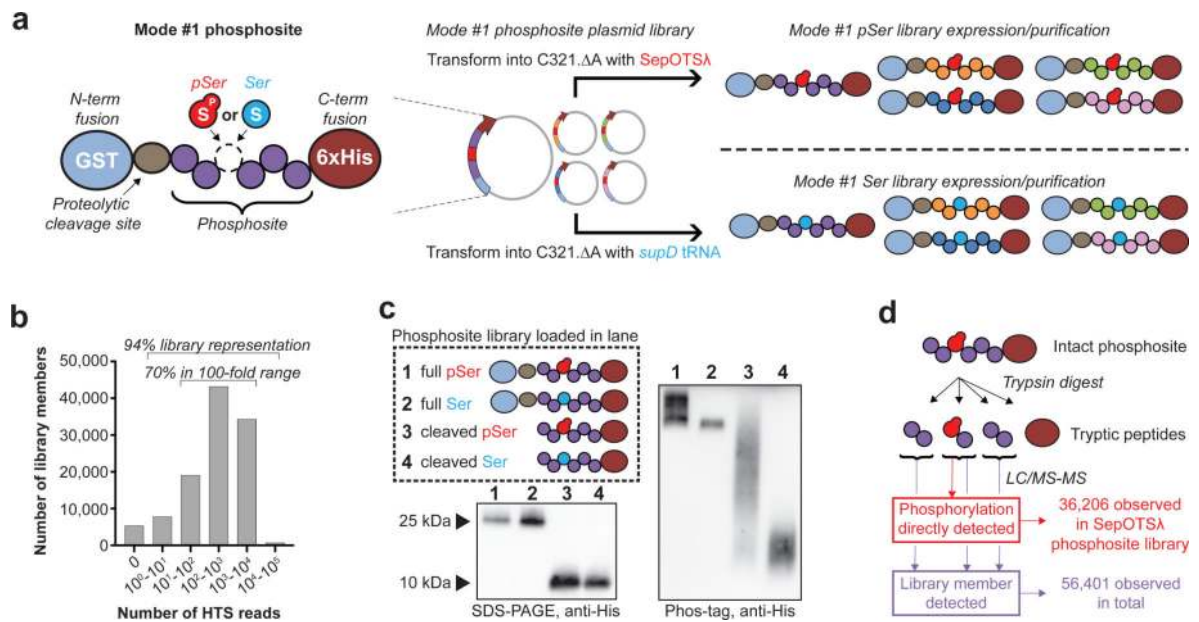 a
Mode #1 phosphosite
N-term
fusion
pSer
Ser
C-term
fusion
S P or S
GST
6xHis
Proteolytic
cleavage site
Phosphosite
Mode #1 phosphosite plasmid library
Transform into C321.ΔA with SepOTSλ
Transform into C321.ΔA with supD tRNA
Mode #1 pSer library expression/purification
Mode #1 Ser library expression/purification
b
94% library representation
70% in 100-fold range
Number of library members
50,000
40,000
30,000
20,000
10,000
0
0
10⁰-10¹
10¹-10²
10²-10³
10³-10⁴
10⁴-10⁵
Number of HTS reads
c
Phosphosite library loaded in lane
1 full pSer
2 full Ser
3 cleaved pSer
4 cleaved Ser
1 2 3 4
25 kDa
10 kDa
SDS-PAGE, anti-His
1 2 3 4
Phos-tag, anti-His
d
Intact phosphosite
Trypsin digest
Tryptic peptides
LC/MS-MS
Phosphorylation
directly detected
36,206 observed
in SepOTSλ
phosphosite library
Library member
detected
56,401 observed
in total